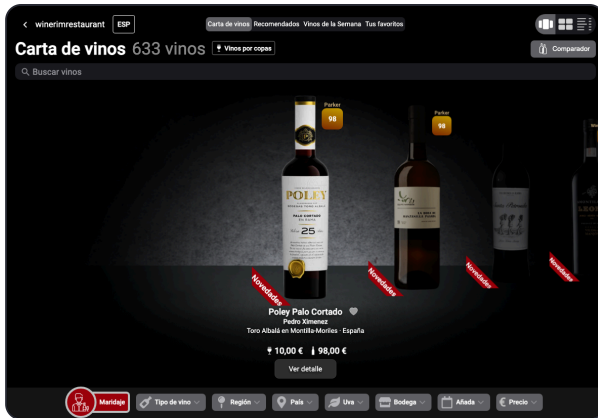 winerimrestaurant ESP Carta de vinos Recomendados Vinos de la Semana Tus favoritos
Carta de vinos 633 vinos Vinos por copas Comparador
Buscar vinos
Parker
98
Parker
98
POLEY
PALO CORTADO
25
Novedades
Novedades
Novedades
Novedades
Poley Palo Cortado
Pedro Ximenez
Toro Albalá en Montilla-Moriles · España
10,00 € 98,00 €
Ver detalle
Maridaje Tipo de vino Región País Uva Bodega Añada Precio